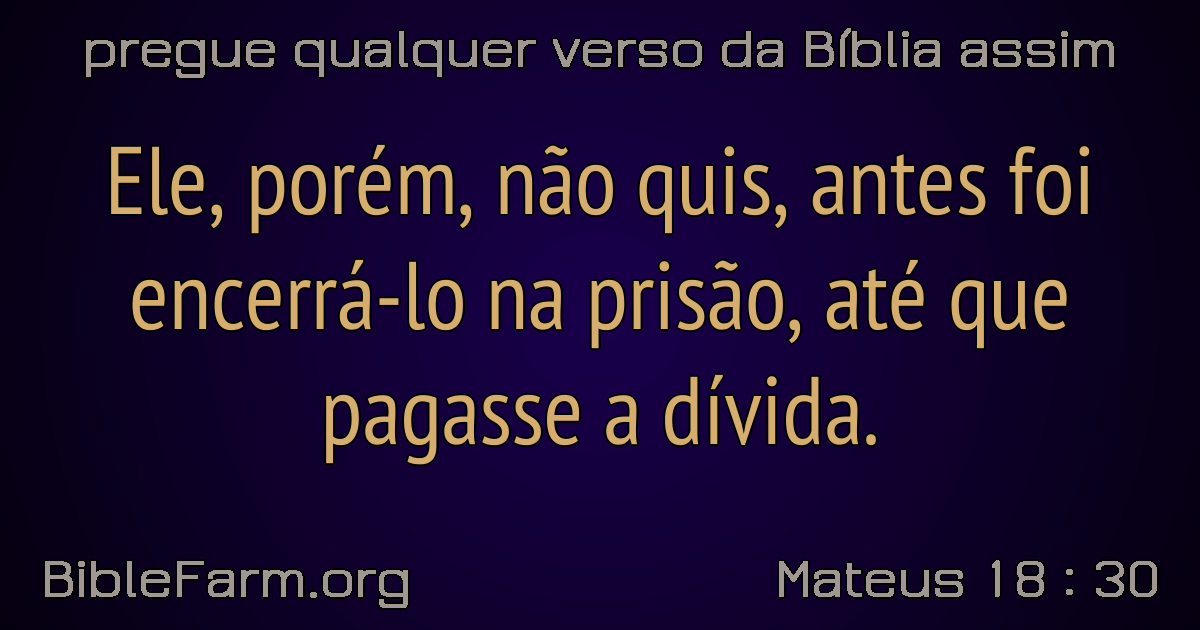 pregue qualquer verso da Bíblia assim
Ele, porém, não quis, antes foi
encerrá-lo na prisão, até que
pagasse a dívida.
BibleFarm.org
Mateus 18 : 30